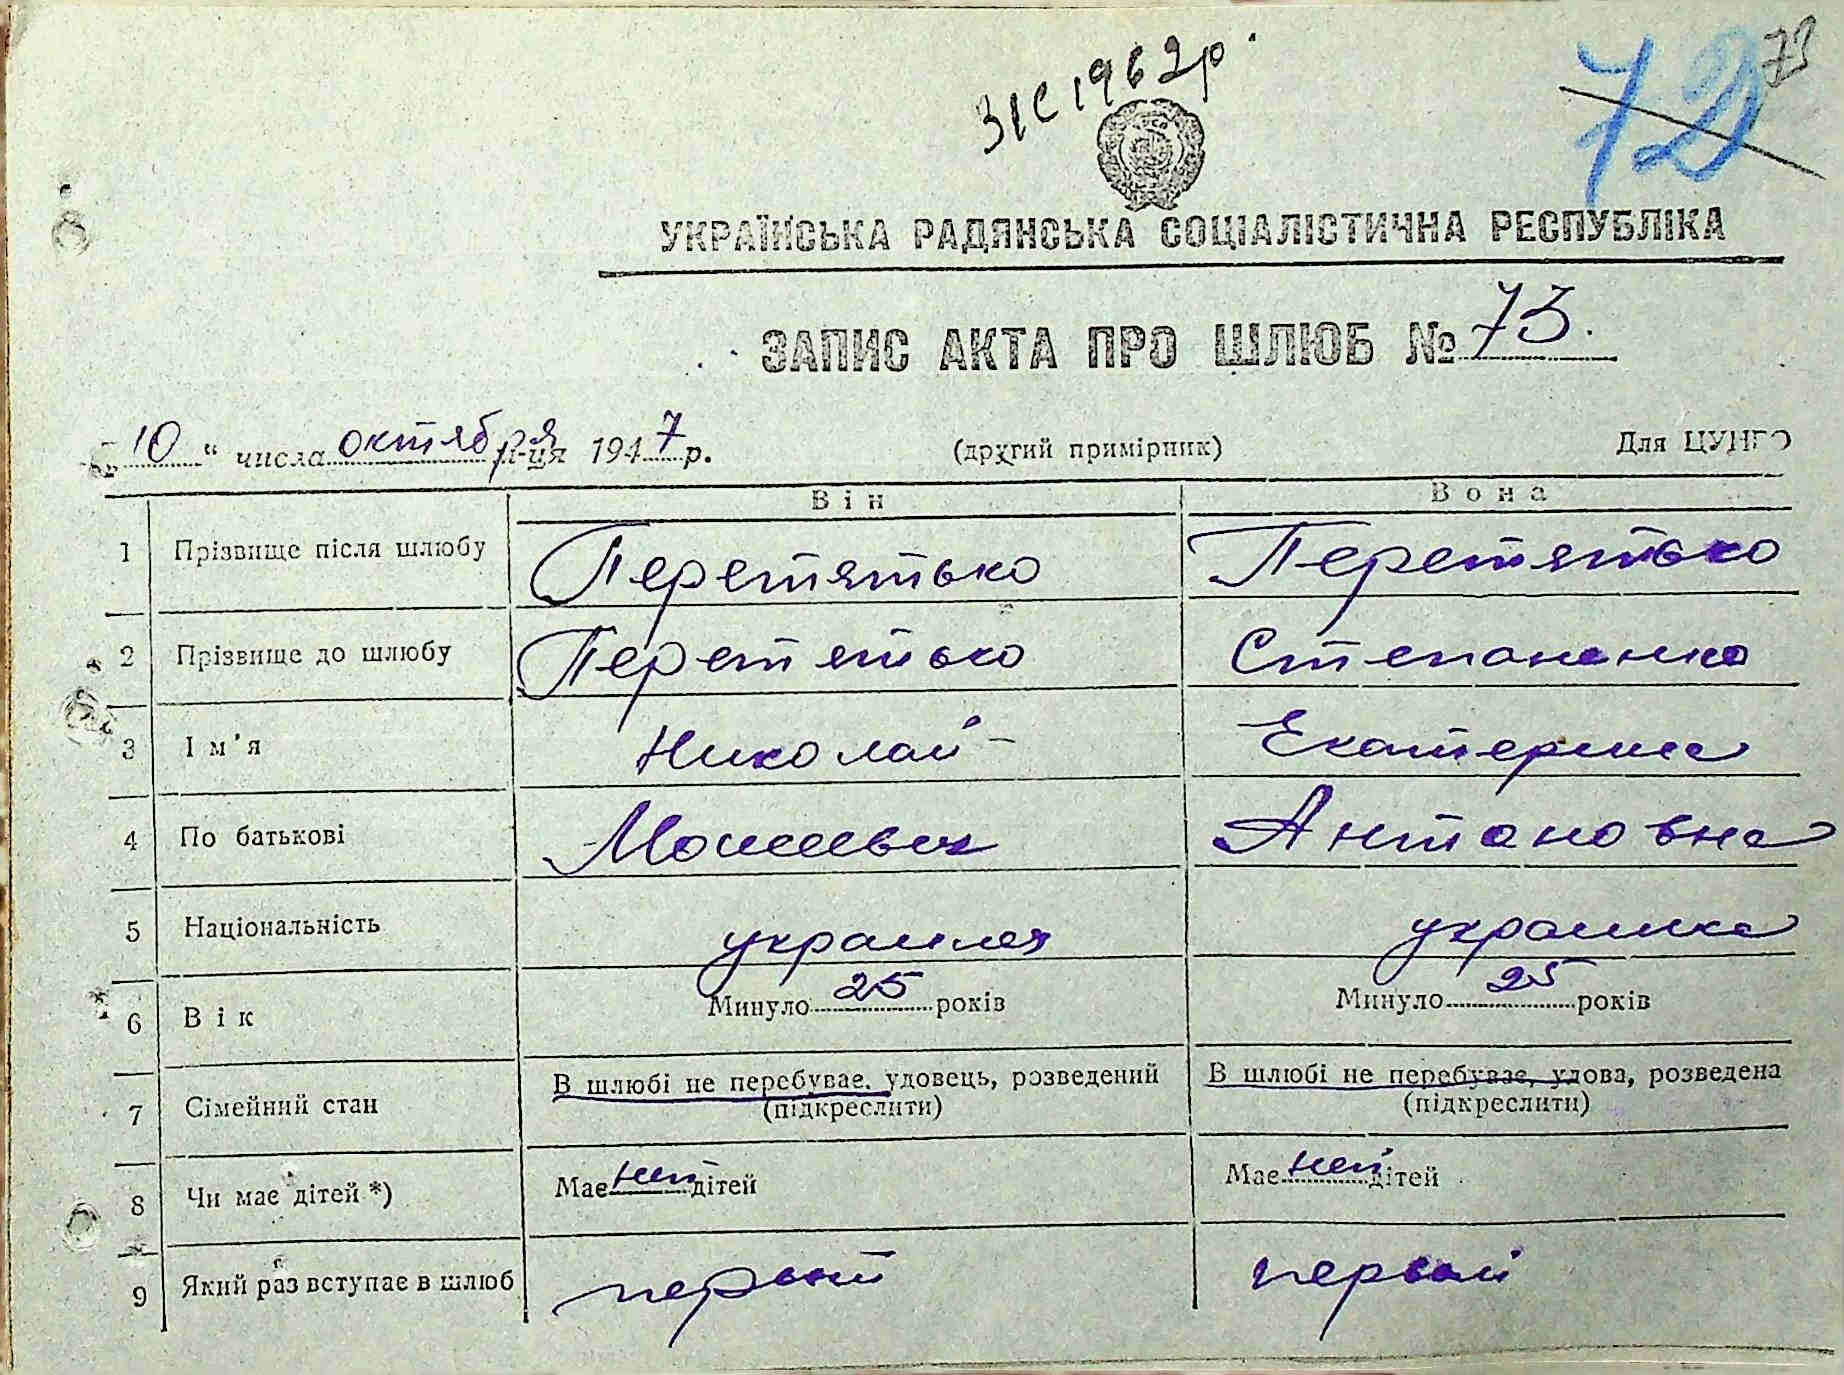 31С 1962р.
72 73
УКРАЇНСЬКА РАДЯНСЬКА СОЦІАЛІСТИЧНА РЕСПУБЛІКА
ЗАПИС АКТА ПРО ШЛЮБ № 73.
"10" числа октября м-ця 1947 р. (другий примірник) Для ЦУНГО
Він Вона
1 Прізвище після шлюбу Перетятько Перетятько
2 Прізвище до шлюбу Перетятько Степаненко
3 Ім'я Николай Екатерина
4 По батькові Моисеевич Антоновна
5 Національність украинец украинка
6 Вік Минуло 25 років Минуло 25 років
7 Сімейний стан В шлюбі не перебуває, удовець, розведений В шлюбі не перебуває, удова, розведена
(підкреслити) (підкреслити)
8 Чи має дітей *) Має нет дітей Має нет дітей
9 Який раз вступає в шлюб первый первый